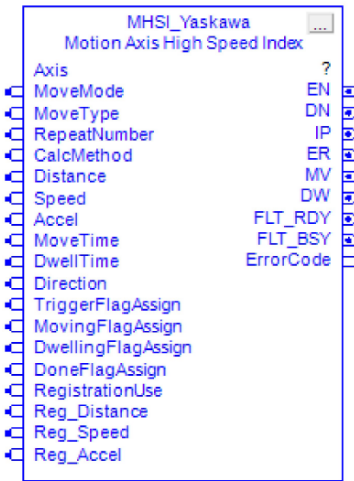 MHSI_Yaskawa ...
Motion Axis High Speed Index
Axis ?
MoveMode EN
MoveType DN
RepeatNumber IP
CalcMethod ER
Distance MV
Speed DW
Accel FLT_RDY
MoveTime FLT_BSY
DwellTime ErrorCode
Direction
TriggerFlagAssign
MovingFlagAssign
DwellingFlagAssign
DoneFlagAssign
RegistrationUse
Reg_Distance
Reg_Speed
Reg_Accel